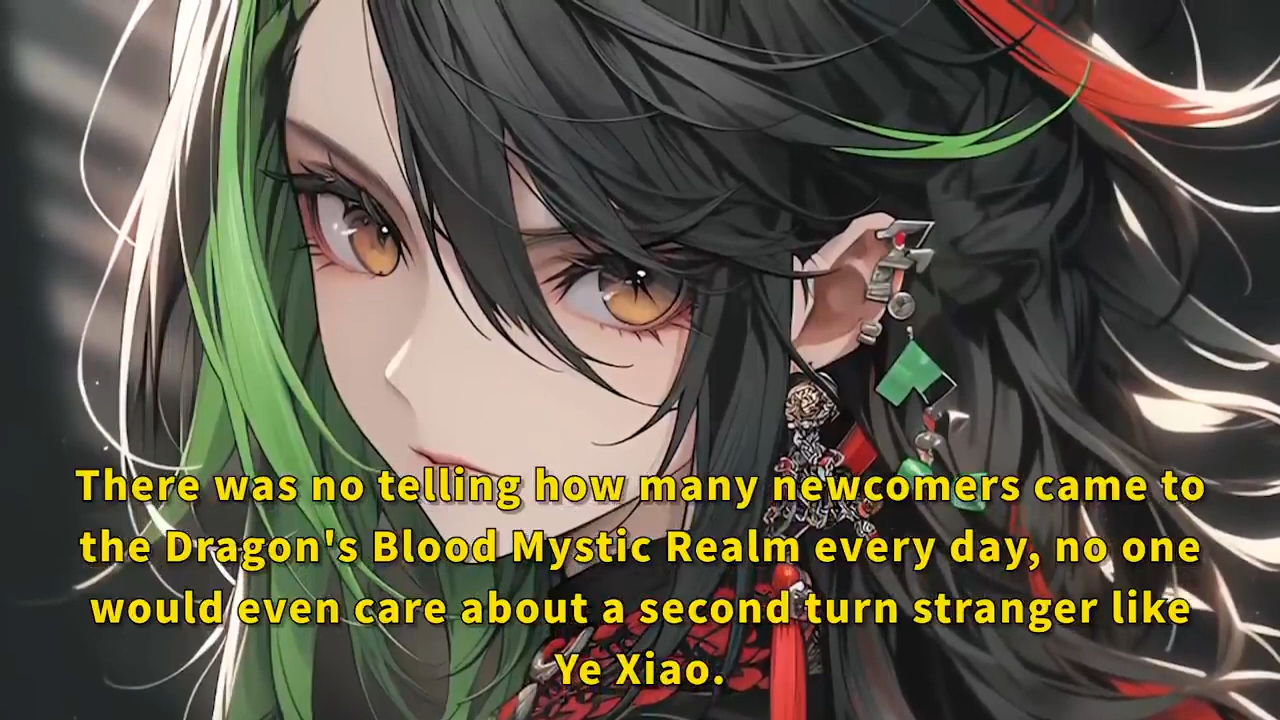 There was no telling how many newcomers came to
the Dragon's Blood Mystic Realm every day, no one
would even care about a second turn stranger like
Ye Xiao.